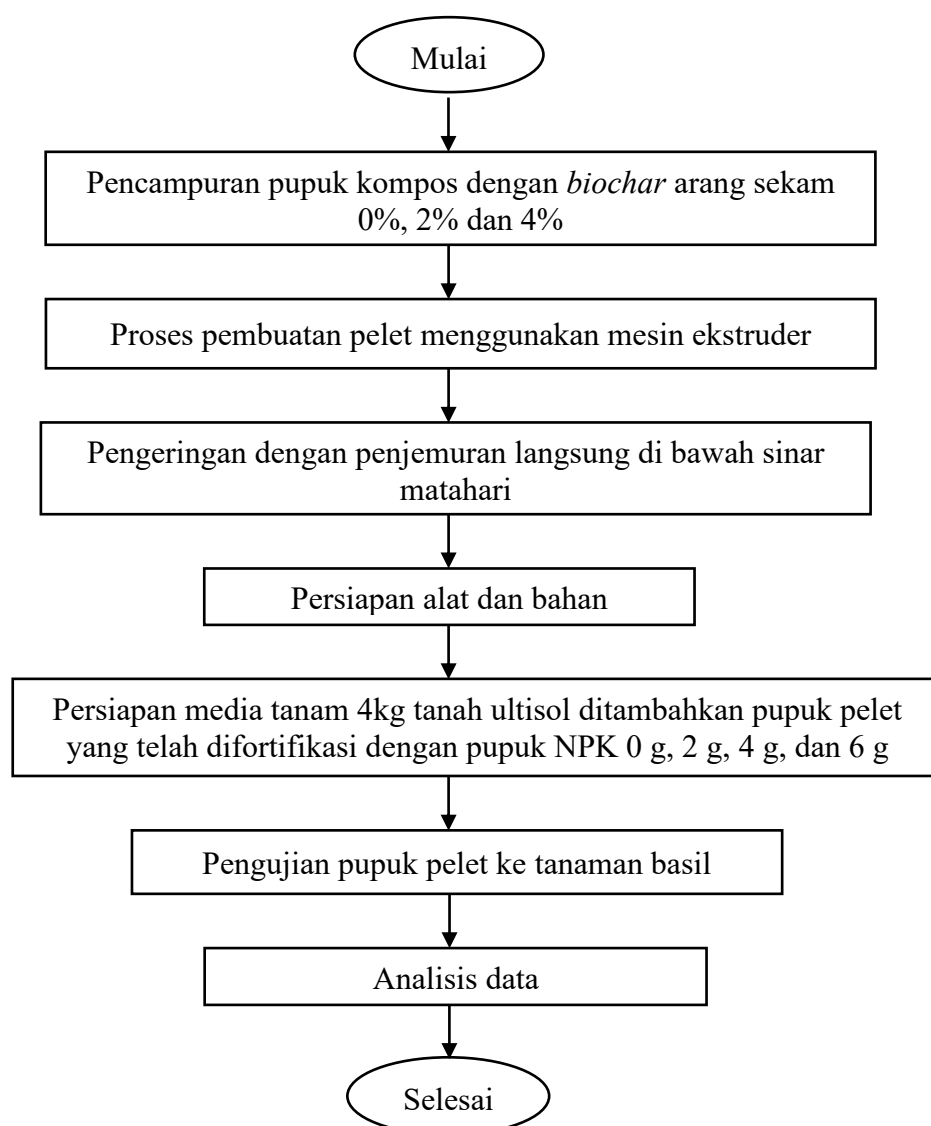 Mulai
Pencampuran pupuk kompos dengan biochar arang sekam
0%, 2% dan 4%
Proses pembuatan pelet menggunakan mesin ekstruder
Pengeringan dengan penjemuran langsung di bawah sinar
matahari
Persiapan alat dan bahan
Persiapan media tanam 4kg tanah ultisol ditambahkan pupuk pelet
yang telah difortifikasi dengan pupuk NPK 0 g, 2 g, 4 g, dan 6 g
Pengujian pupuk pelet ke tanaman basil
Analisis data
Selesai